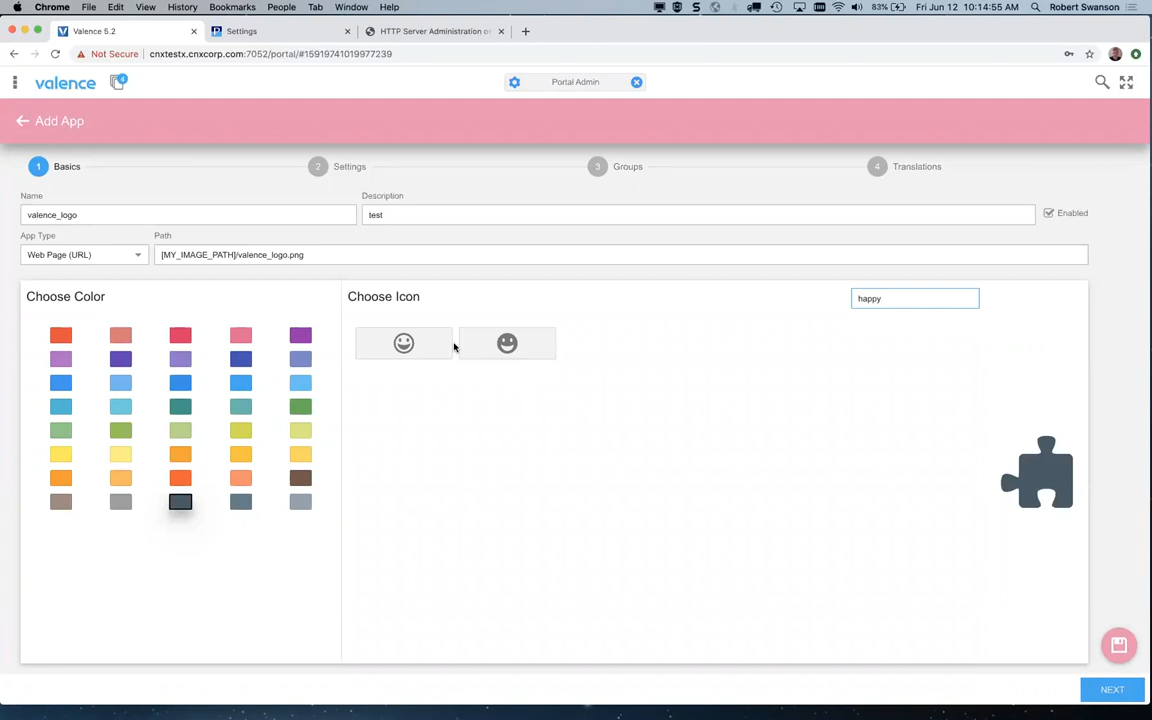 Chrome File Edit View History Bookmarks People Tab Window Help 83% Fri Jun 12 10:14:55 AM Robert Swanson
Valence 5.2 Settings HTTP Server Administration o
Not Secure cnxtestx.cnxcorp.com:7052/portal/#15919741019977239
valence 4 Portal Admin
Add App
1 Basics 2 Settings 3 Groups 4 Translations
Name Description
valence_logo test Enabled
App Type Path
Web Page (URL) [MY_IMAGE_PATH]/valence_logo.png
Choose Color Choose Icon happy
NEXT